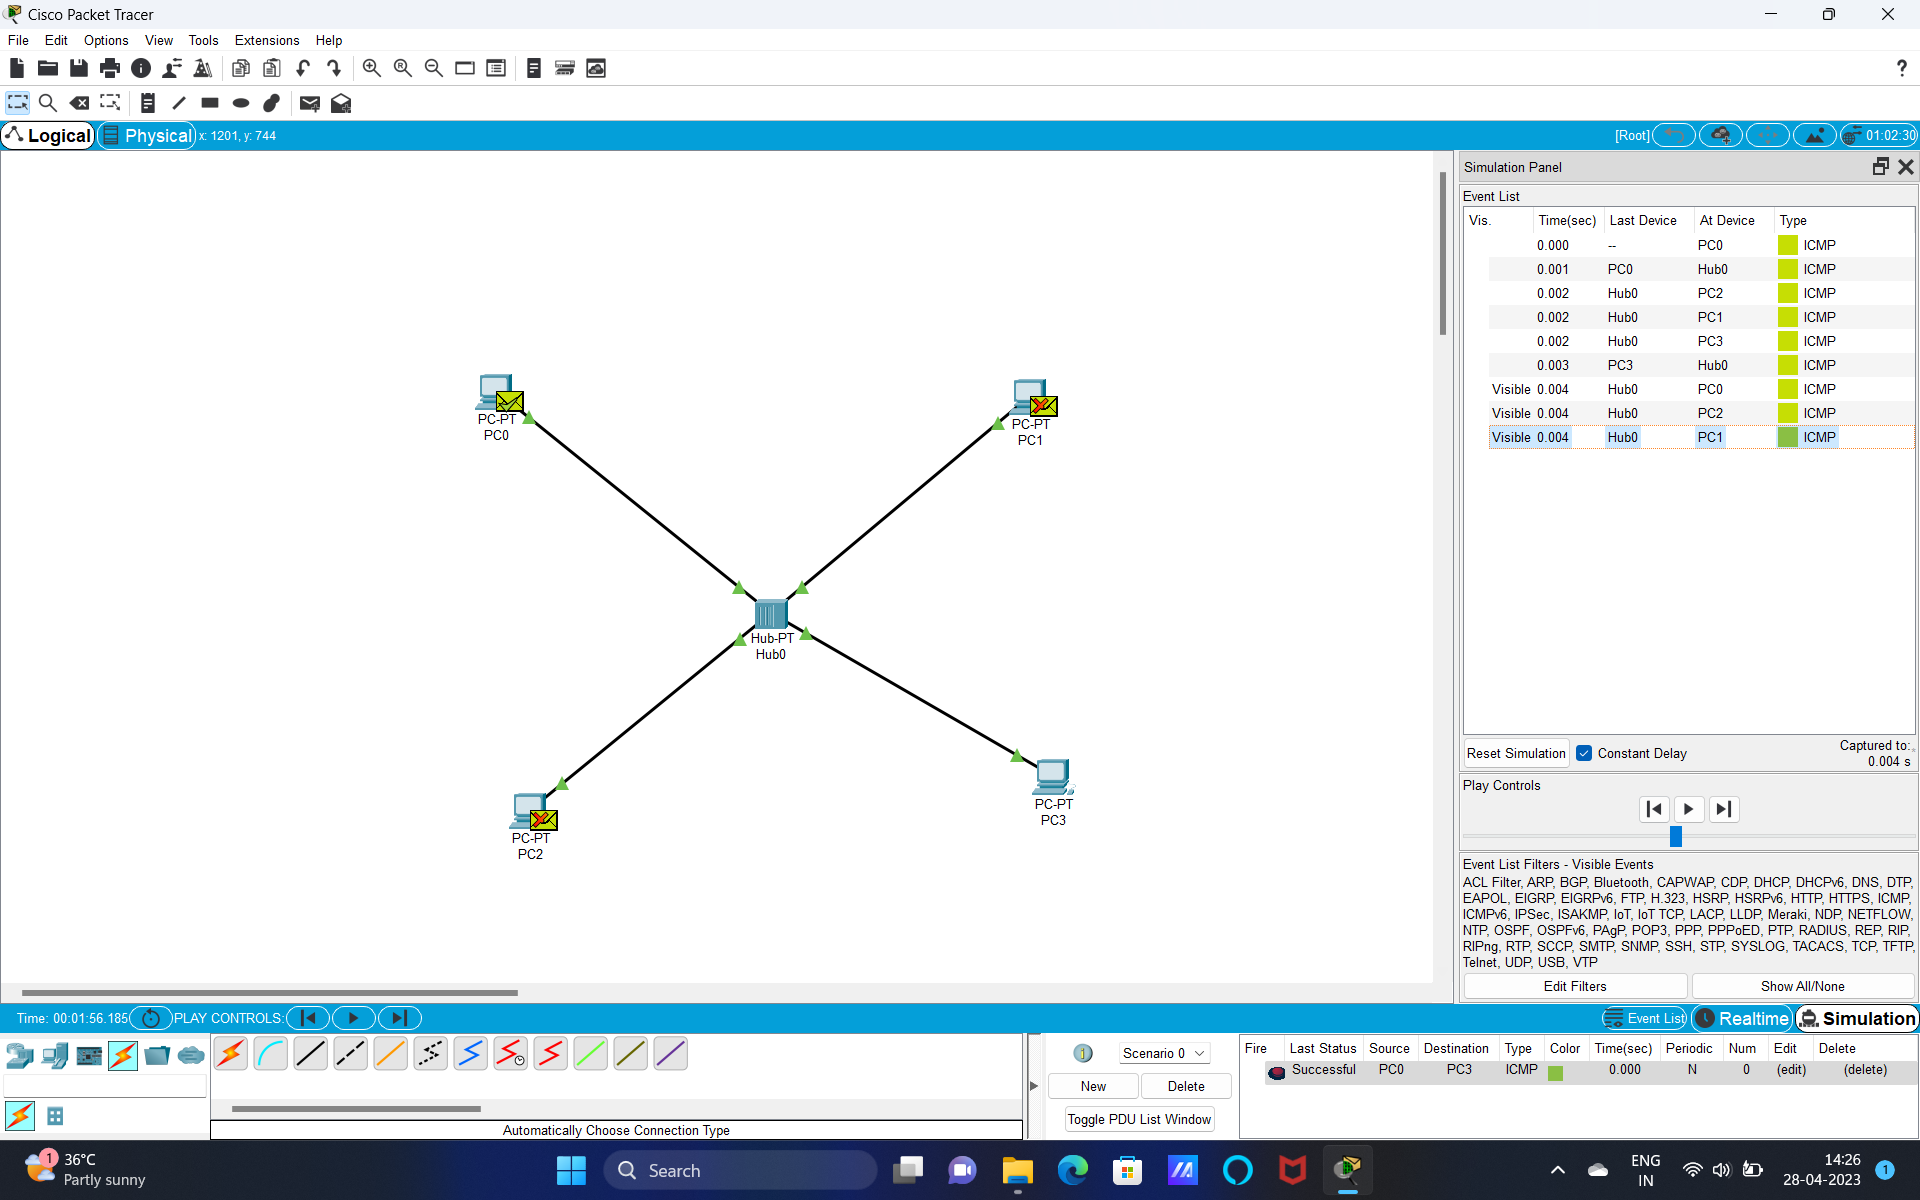 Cisco Packet Tracer
File Edit Options View Tools Extensions Help
?
Logical Physical x: 1201, y: 744 [Root] 01:02:30
PC-PT
PC0
PC-PT
PC1
Hub-PT
Hub0
PC-PT
PC3
PC-PT
PC2
Simulation Panel
Event List
Vis. Time(sec) Last Device At Device Type
0.000 -- PC0 ICMP
0.001 PC0 Hub0 ICMP
0.002 Hub0 PC2 ICMP
0.002 Hub0 PC1 ICMP
0.002 Hub0 PC3 ICMP
0.003 PC3 Hub0 ICMP
Visible 0.004 Hub0 PC0 ICMP
Visible 0.004 Hub0 PC2 ICMP
Visible 0.004 Hub0 PC1 ICMP
Reset Simulation Constant Delay Captured to:
0.004 s
Play Controls
Event List Filters - Visible Events
ACL Filter, ARP, BGP, Bluetooth, CAPWAP, CDP, DHCP, DHCPv6, DNS, DTP,
EAPOL, EIGRP, EIGRPv6, FTP, H.323, HSRP, HSRPv6, HTTP, HTTPS, ICMP,
ICMPv6, IPSec, ISAKMP, IoT, IoT TCP, LACP, LLDP, Meraki, NDP, NETFLOW,
NTP, OSPF, OSPFv6, PAgP, POP3, PPP, PPPoED, PTP, RADIUS, REP, RIP,
RIPng, RTP, SCCP, SMTP, SNMP, SSH, STP, SYSLOG, TACACS, TCP, TFTP,
Telnet, UDP, USB, VTP
Edit Filters Show All/None
Time: 00:01:56.185 PLAY CONTROLS: Event List Realtime Simulation
Automatically Choose Connection Type
Scenario 0
New Delete
Toggle PDU List Window
Fire Last Status Source Destination Type Color Time(sec) Periodic Num Edit Delete
Successful PC0 PC3 ICMP 0.000 N 0 (edit) (delete)
1
36°C
Partly sunny
Search
ENG
IN
14:26
28-04-2023
1